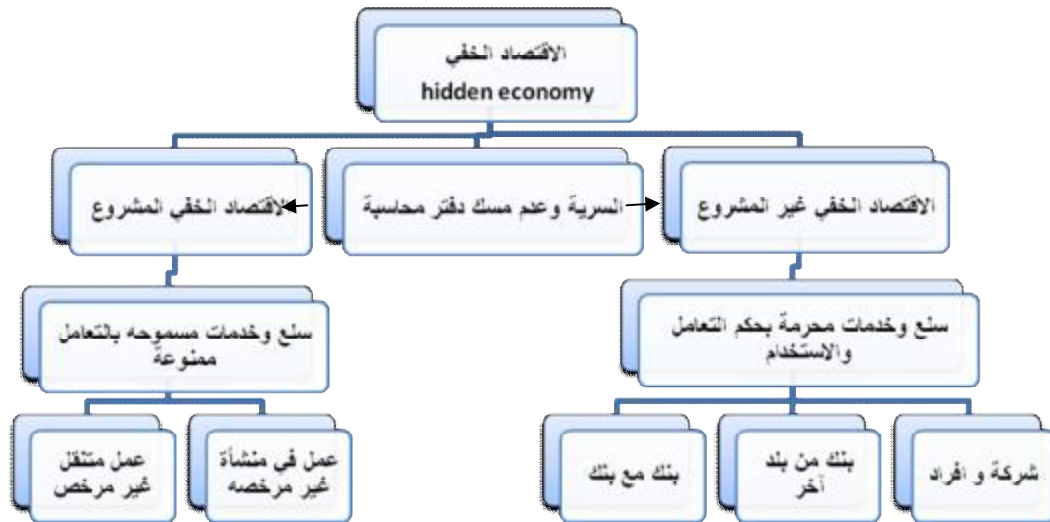 الاقتصاد الخفي
hidden economy
الاقتصاد الخفي غير المشروع
السرية وعدم مسك دفتر محاسبة
لاقتصاد الخفي المشروع
سلع وخدمات محرمة بحكم التعامل
والاستخدام
سلع وخدمات مسموحه بالتعامل
ممنوعة
شركة و افراد
بنك من بلد
آخر
بنك مع بنك
عمل في منشأة
غير مرخصه
عمل متنقل
غير مرخص